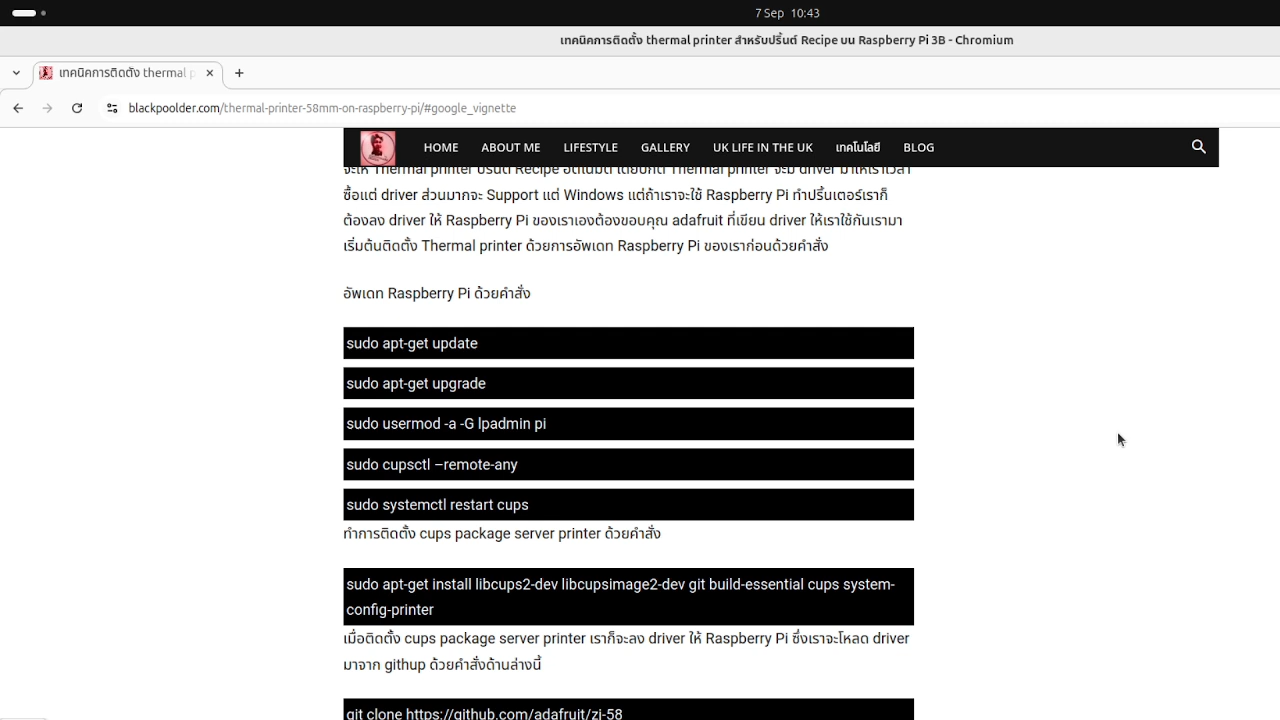 7 Sep 10:43
เทคนิคการติดตั้ง thermal printer สำหรับปริ้นต์ Recipe บน Raspberry Pi 3B - Chromium
เทคนิคการติดตั้ง thermal p
blackpoolder.com/thermal-printer-58mm-on-raspberry-pi/#google_vignette
HOME ABOUT ME LIFESTYLE GALLERY UK LIFE IN THE UK เทคโนโลยี BLOG
จะให้ Thermal printer ปริ้นต์ Recipe อัตโนมัติ โดยปกติ Thermal printer จะมี driver มาให้เราเวลา
ซื้อแต่ driver ส่วนมากจะ Support แต่ Windows แต่ถ้าเราจะใช้ Raspberry Pi ทำปริ้นเตอร์เราก็
ต้องลง driver ให้ Raspberry Pi ของเราเองต้องขอบคุณ adafruit ที่เขียน driver ให้เราใช้กันเรามา
เริ่มต้นติดตั้ง Thermal printer ด้วยการอัพเดท Raspberry Pi ของเราก่อนด้วยคำสั่ง
อัพเดท Raspberry Pi ด้วยคำสั่ง
sudo apt-get update
sudo apt-get upgrade
sudo usermod -a -G lpadmin pi
sudo cupsctl –remote-any
sudo systemctl restart cups
ทำการติดตั้ง cups package server printer ด้วยคำสั่ง
sudo apt-get install libcups2-dev libcupsimage2-dev git build-essential cups system-
config-printer
เมื่อติดตั้ง cups package server printer เราก็จะลง driver ให้ Raspberry Pi ซึ่งเราจะโหลด driver
มาจาก githup ด้วยคำสั่งด้านล่างนี้
git clone https://github.com/adafruit/zj-58